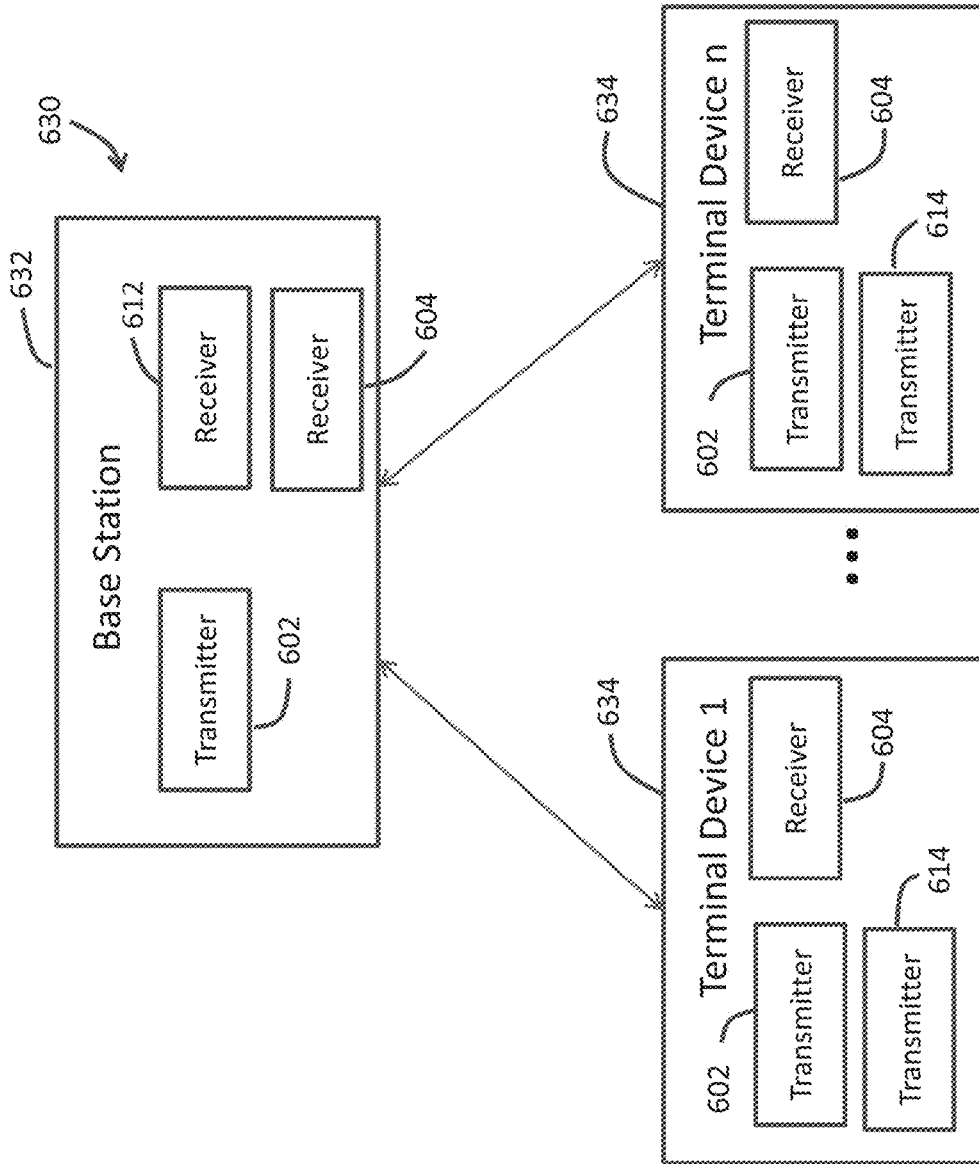 630
632
Base Station
Transmitter
602
612
Receiver
Receiver
604
634
Terminal Device 1
602
Transmitter
Receiver
604
Transmitter
614
...
634
Terminal Device n
602
Transmitter
Receiver
604
Transmitter
614